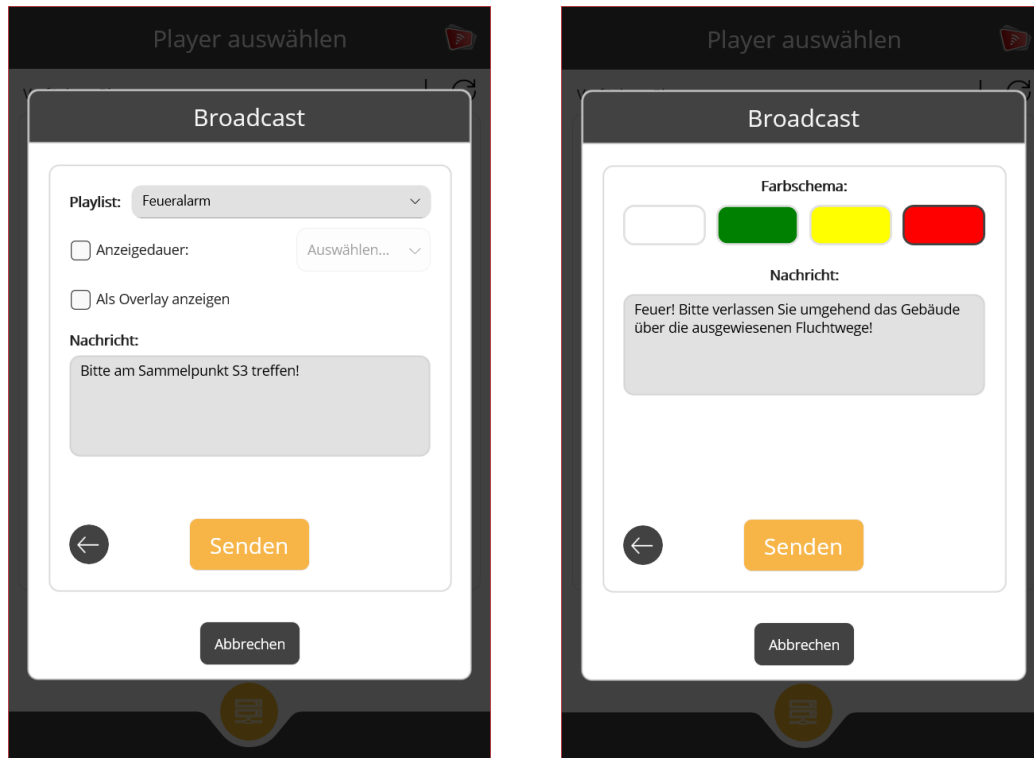 Player auswählen
Broadcast
Playlist:
Feueralarm
Anzeigedauer:
Auswählen...
Als Overlay anzeigen
Nachricht:
Bitte am Sammelpunkt S3 treffen!
Senden
Abbrechen
Player auswählen
Broadcast
Farbschema:
Nachricht:
Feuer! Bitte verlassen Sie umgehend das Gebäude
über die ausgewiesenen Fluchtwege!
Senden
Abbrechen